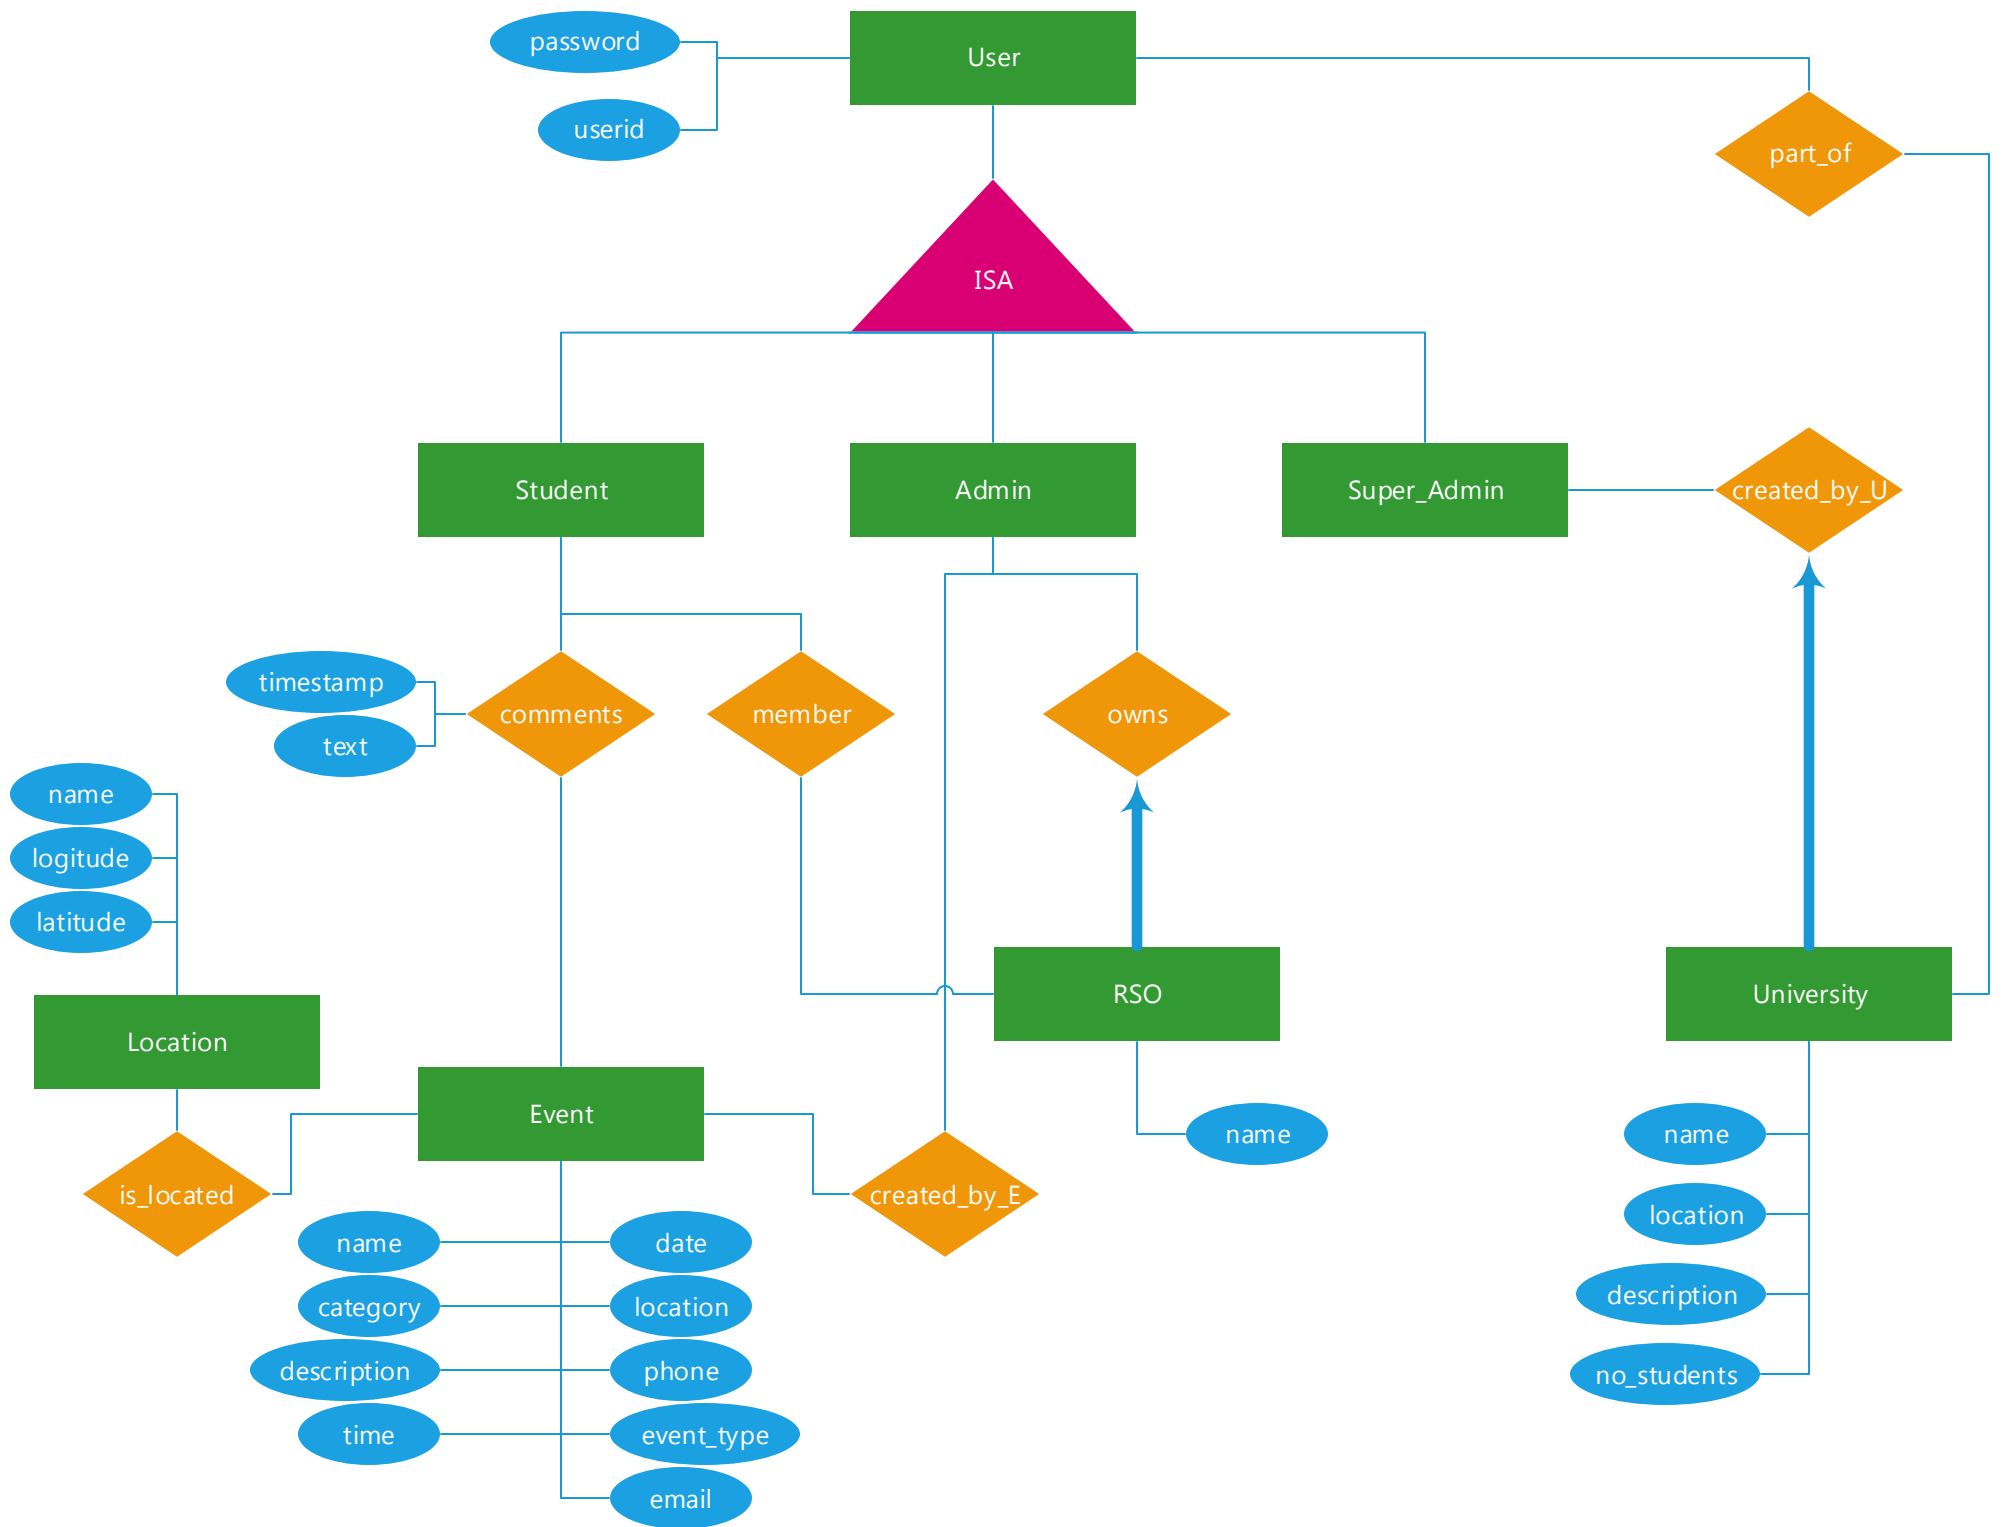 password
User
userid
part_of
ISA
Student
Admin
Super_Admin
created_by_U
timestamp
comments
member
owns
text
name
logitude
latitude
RSO
University
Location
Event
name
name
is_located
created_by_E
location
name
date
category
location
description
description
phone
no_students
time
event_type
email